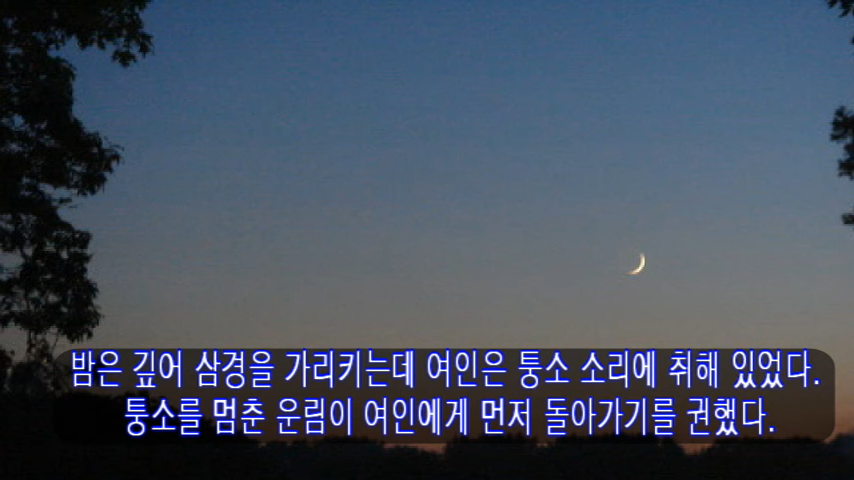 밤은 깊어 삼경을 가리키는데 여인은 퉁소 소리에 취해 있었다.
퉁소를 멈춘 운림이 여인에게 먼저 돌아가기를 권했다.